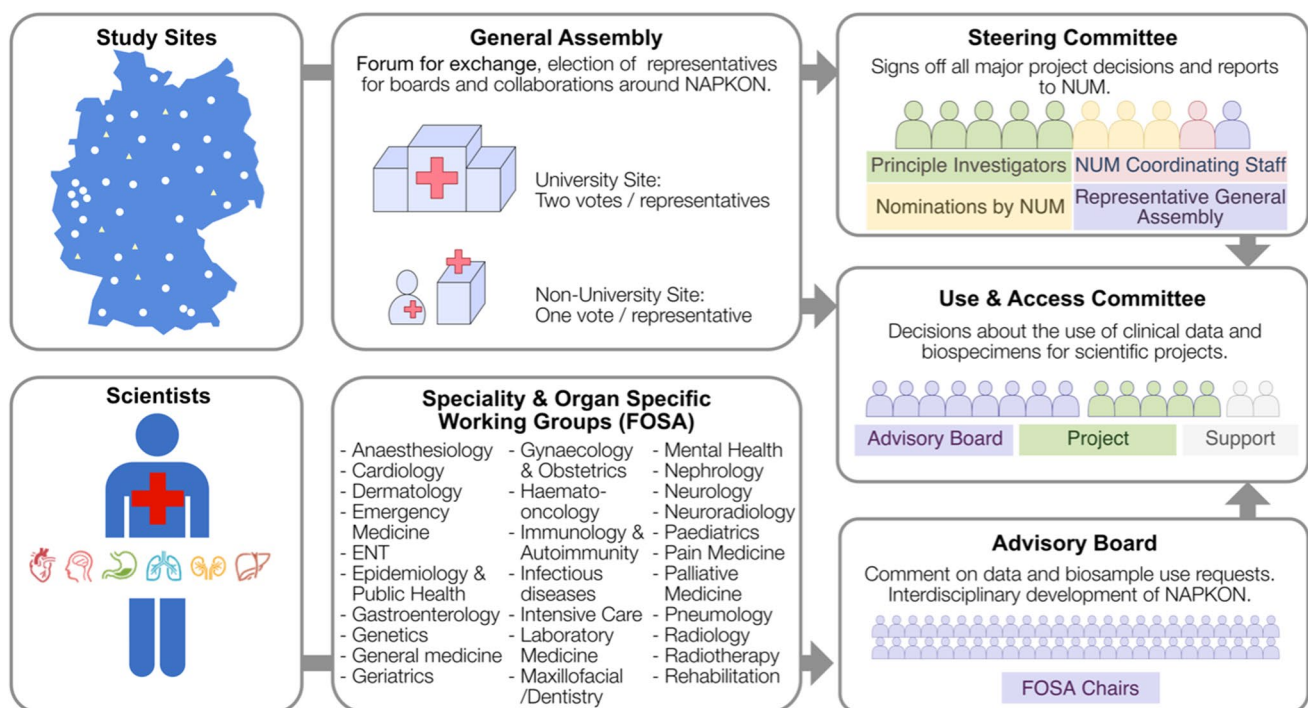 Study Sites
General Assembly
Forum for exchange, election of representatives
for boards and collaborations around NAPKON.
University Site:
Two votes / representatives
Non-University Site:
One vote / representative
Steering Committee
Signs off all major project decisions and reports
to NUM.
Principle Investigators
NUM Coordinating Staff
Nominations by NUM
Representative General
Assembly
Use & Access Committee
Decisions about the use of clinical data and
biospecimens for scientific projects.
Advisory Board
Project
Support
Scientists
Speciality & Organ Specific
Working Groups (FOSA)
- Anaesthesiology
- Cardiology
- Dermatology
- Emergency
Medicine
- ENT
- Epidemiology &
Public Health
- Gastroenterology
- Genetics
- General medicine
- Geriatrics
- Gynaecology
& Obstetrics
- Haemato-
oncology
- Immunology &
Autoimmunity
- Infectious
diseases
- Intensive Care
- Laboratory
Medicine
- Maxillofacial
/Dentistry
- Mental Health
- Nephrology
- Neurology
- Neuroradiology
- Paediatrics
- Pain Medicine
- Palliative
Medicine
- Pneumology
- Radiology
- Radiotherapy
- Rehabilitation
Advisory Board
Comment on data and biosample use requests.
Interdisciplinary development of NAPKON.
FOSA Chairs